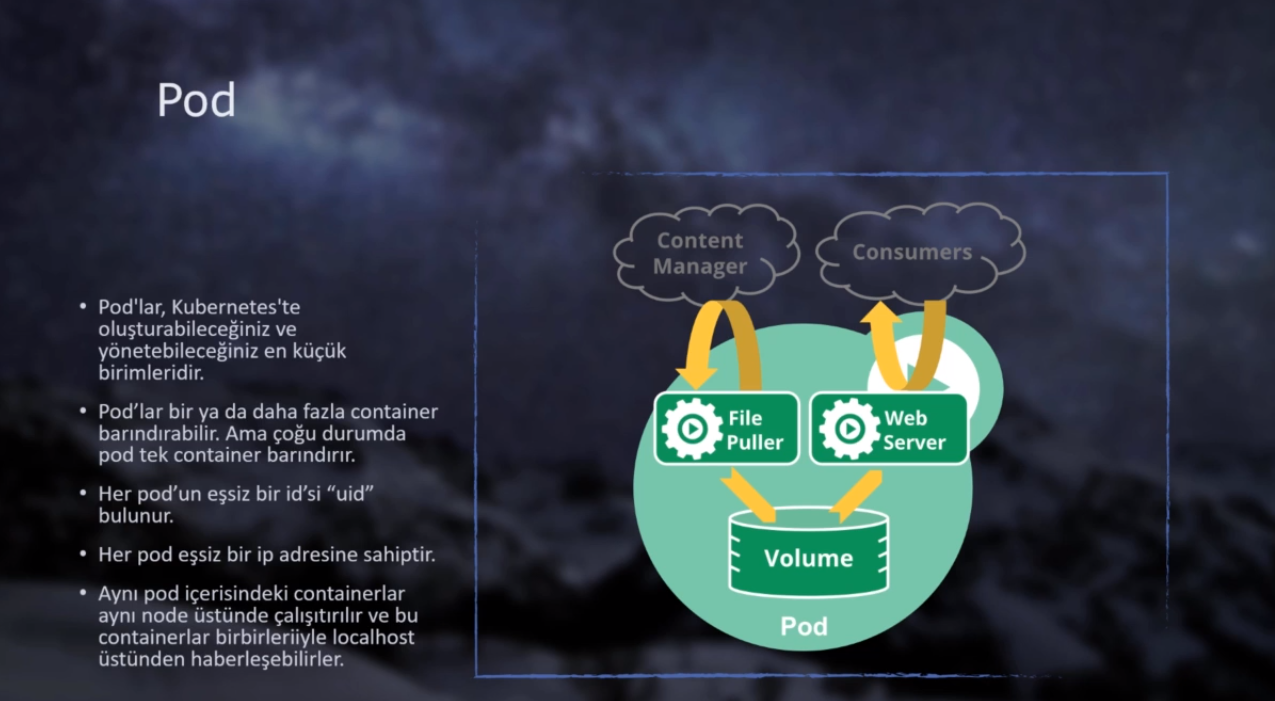 Pod
• Pod'lar, Kubernetes'te
oluşturabileceğiniz ve
yönetebileceğiniz en küçük
birimleridir.
• Pod’lar bir ya da daha fazla container
barındırabilir. Ama çoğu durumda
pod tek container barındırır.
• Her pod’un eşsiz bir id’si “uid”
bulunur.
• Her pod eşsiz bir ip adresine sahiptir.
• Aynı pod içerisindeki containerlar
aynı node üstünde çalışıtırılır ve bu
containerlar birbirleriiyle localhost
üstünden haberleşebilirler.
Content
Manager
Consumers
File
Puller
Web
Server
Volume
Pod